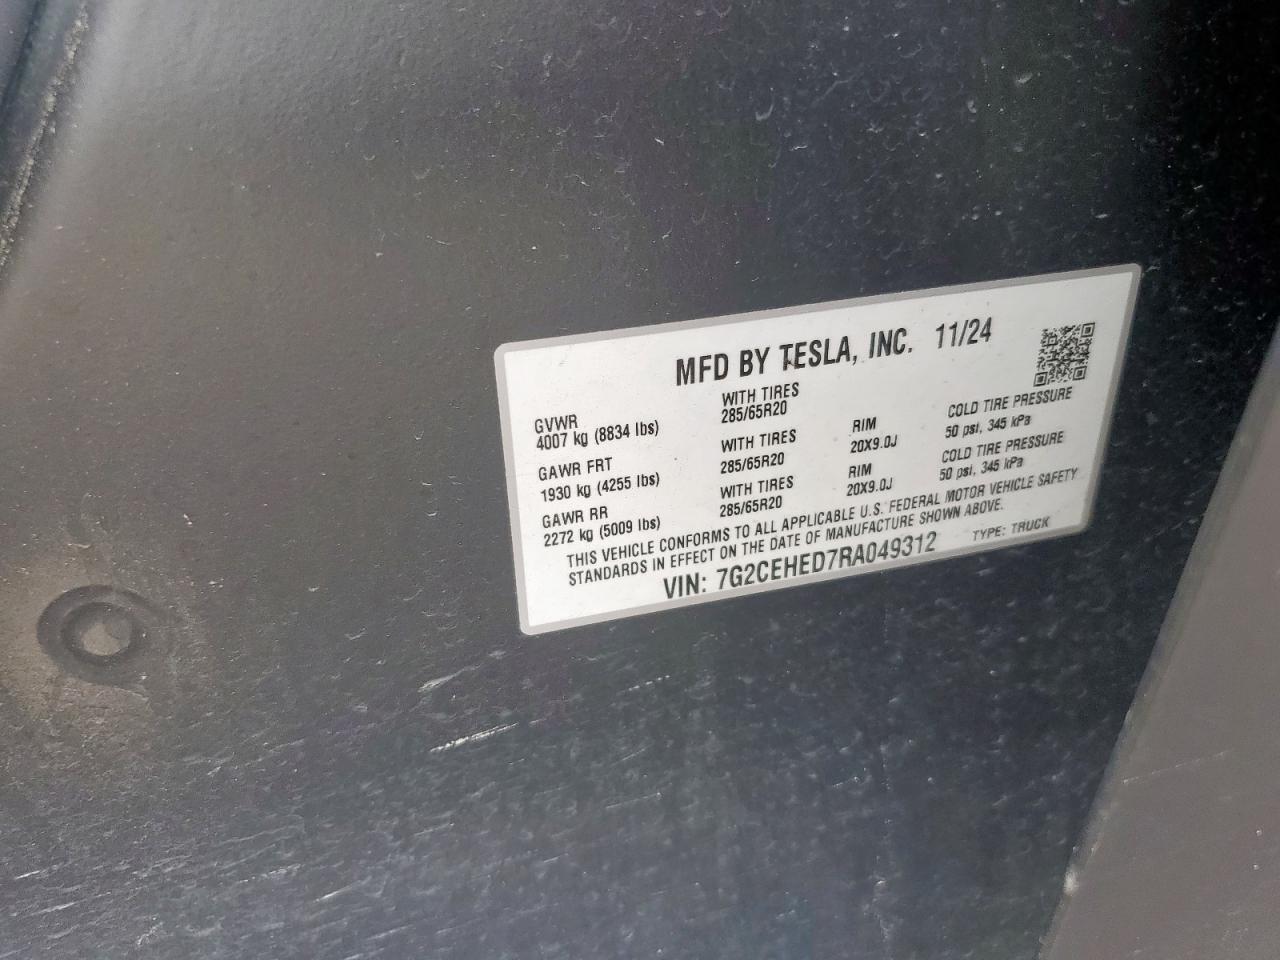 MFD BY TESLA, INC. 11/24
GVWR
4007 kg (8834 lbs)
WITH TIRES
285/65R20
GAWR FRT
1930 kg (4255 lbs)
WITH TIRES
285/65R20
RIM
20X9.0J
COLD TIRE PRESSURE
50 psi, 345 kPa
GAWR RR
2272 kg (5009 lbs)
WITH TIRES
285/65R20
RIM
20X9.0J
COLD TIRE PRESSURE
50 psi, 345 kPa
THIS VEHICLE CONFORMS TO ALL APPLICABLE U.S. FEDERAL MOTOR VEHICLE SAFETY
STANDARDS IN EFFECT ON THE DATE OF MANUFACTURE SHOWN ABOVE.
VIN: 7G2CEHED7RA049312 TYPE: TRUCK